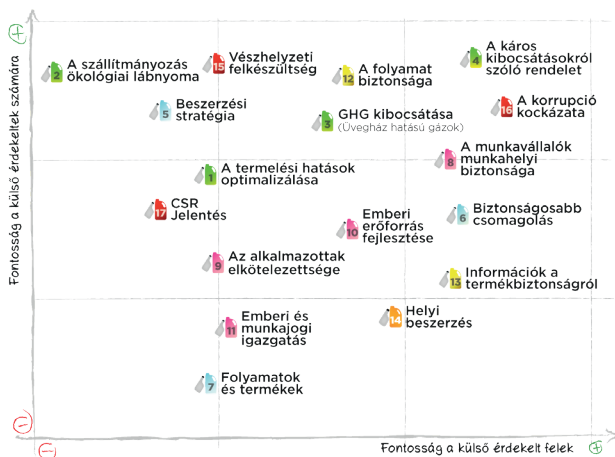 +
Fontosság a külső érdekeltek számára
2 A szállítmányozás
ökológiai lábnyoma
15 Vészhelyzeti
felkészültség
12 A folyamat
biztonsága
4 A káros
kibocsátásokról
szóló rendelet
5 Beszerzési
stratégia
3 GHG kibocsátása
(Üvegház hatású gázok)
16 A korrupció
kockázata
8 A munkavállalók
munkahelyi
biztonsága
1 A termelési hatások
optimalizálása
17 CSR
Jelentés
10 Emberi
erőforrás
fejlesztése
6 Biztonságosabb
csomagolás
9 Az alkalmazottak
elkötelezettsége
13 Információk a
termékbiztonságról
11 Emberi és
munkajogi
igazgatás
14 Helyi
beszerzés
7 Folyamatok
és termékek
−
−
Fontosság a külső érdekelt felek
+